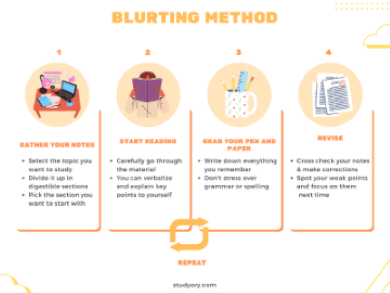 BLURTING METHOD
1
2
3
4
GATHER YOUR NOTES
Select the topic you
want to study
Divide it up in
digestible sections
Pick the section you
want to start with
START READING
Carefully go through
the material
You can verbalize
and explain key
points to yourself
GRAB YOUR PEN AND
PAPER
Write down everything
you remember
Don't stress over
grammar or spelling
REVISE
Cross check your notes
& make corrections
Spot your weak points
and focus on them
next time
REPEAT
studyory.com